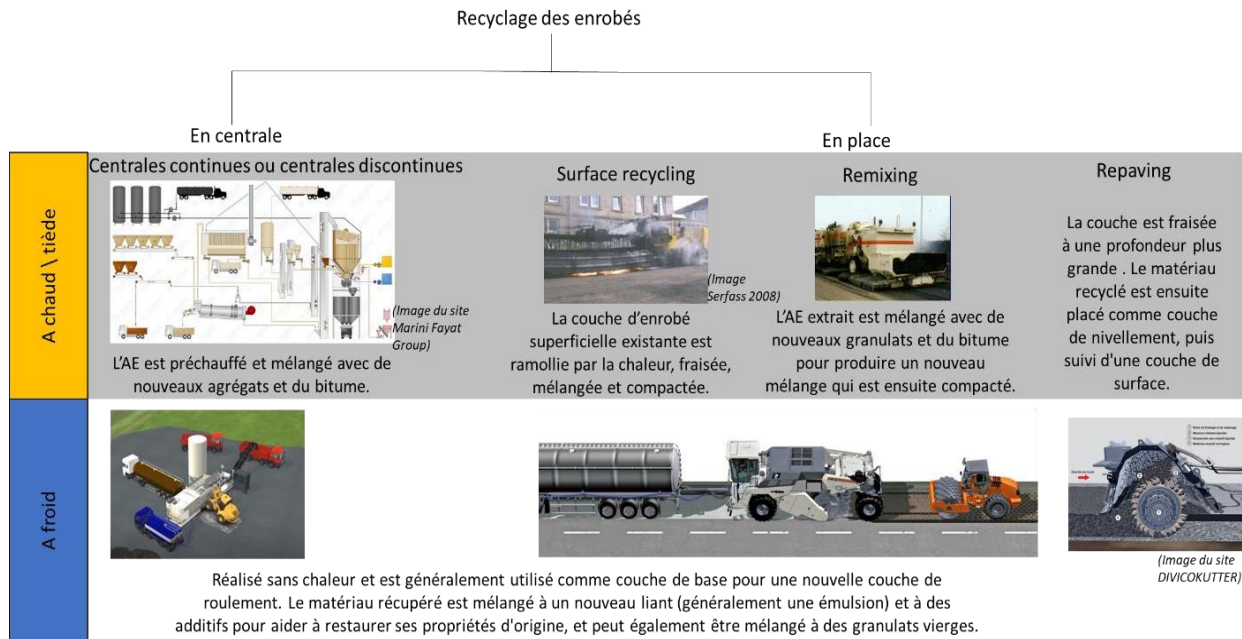 Recyclage des enrobés
En centrale
En place
A chaud \ tiède
Centrales continues ou centrales discontinues
(Image du site
Marini Fayat
Group)
L'AE est préchauffé et mélangé avec de
nouveaux agrégats et du bitume.
Surface recycling
(Image
Serfass 2008)
La couche d'enrobé
superficielle existante est
ramollie par la chaleur, fraisée,
mélangée et compactée.
Remixing
L'AE extrait est mélangé avec de
nouveaux granulats et du bitume
pour produire un nouveau
mélange qui est ensuite compacté.
Repaving
La couche est fraisée
à une profondeur plus
grande . Le matériau
recyclé est ensuite
placé comme couche
de nivellement, puis
suivi d'une couche de
surface.
A froid
(Image du site
DIVICOKUTTER)
Réalisé sans chaleur et est généralement utilisé comme couche de base pour une nouvelle couche de
roulement. Le matériau récupéré est mélangé à un nouveau liant (généralement une émulsion) et à des
additifs pour aider à restaurer ses propriétés d'origine, et peut également être mélangé à des granulats vierges.